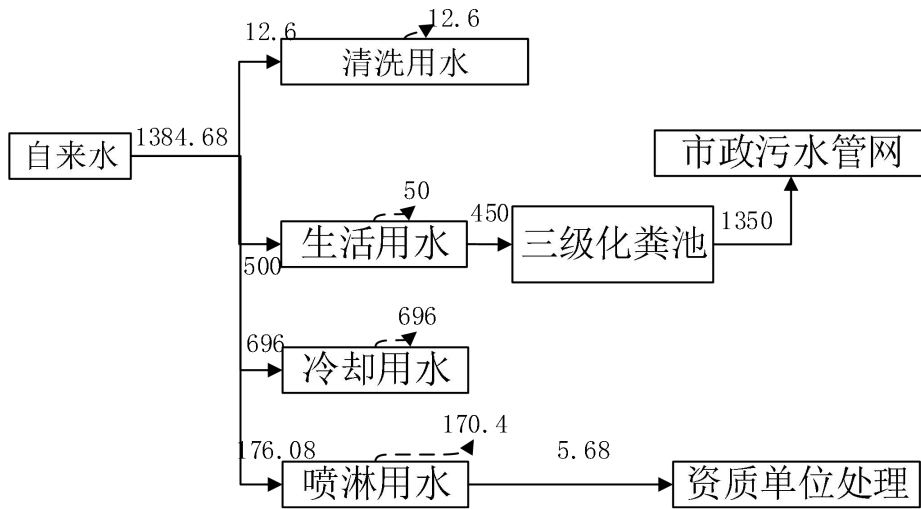 12.6
12.6
清洗用水
1384.68
自来水
市政污水管网
50
450
1350
生活用水
三级化粪池
500
696
696
冷却用水
170.4
176.08
5.68
喷淋用水
资质单位处理